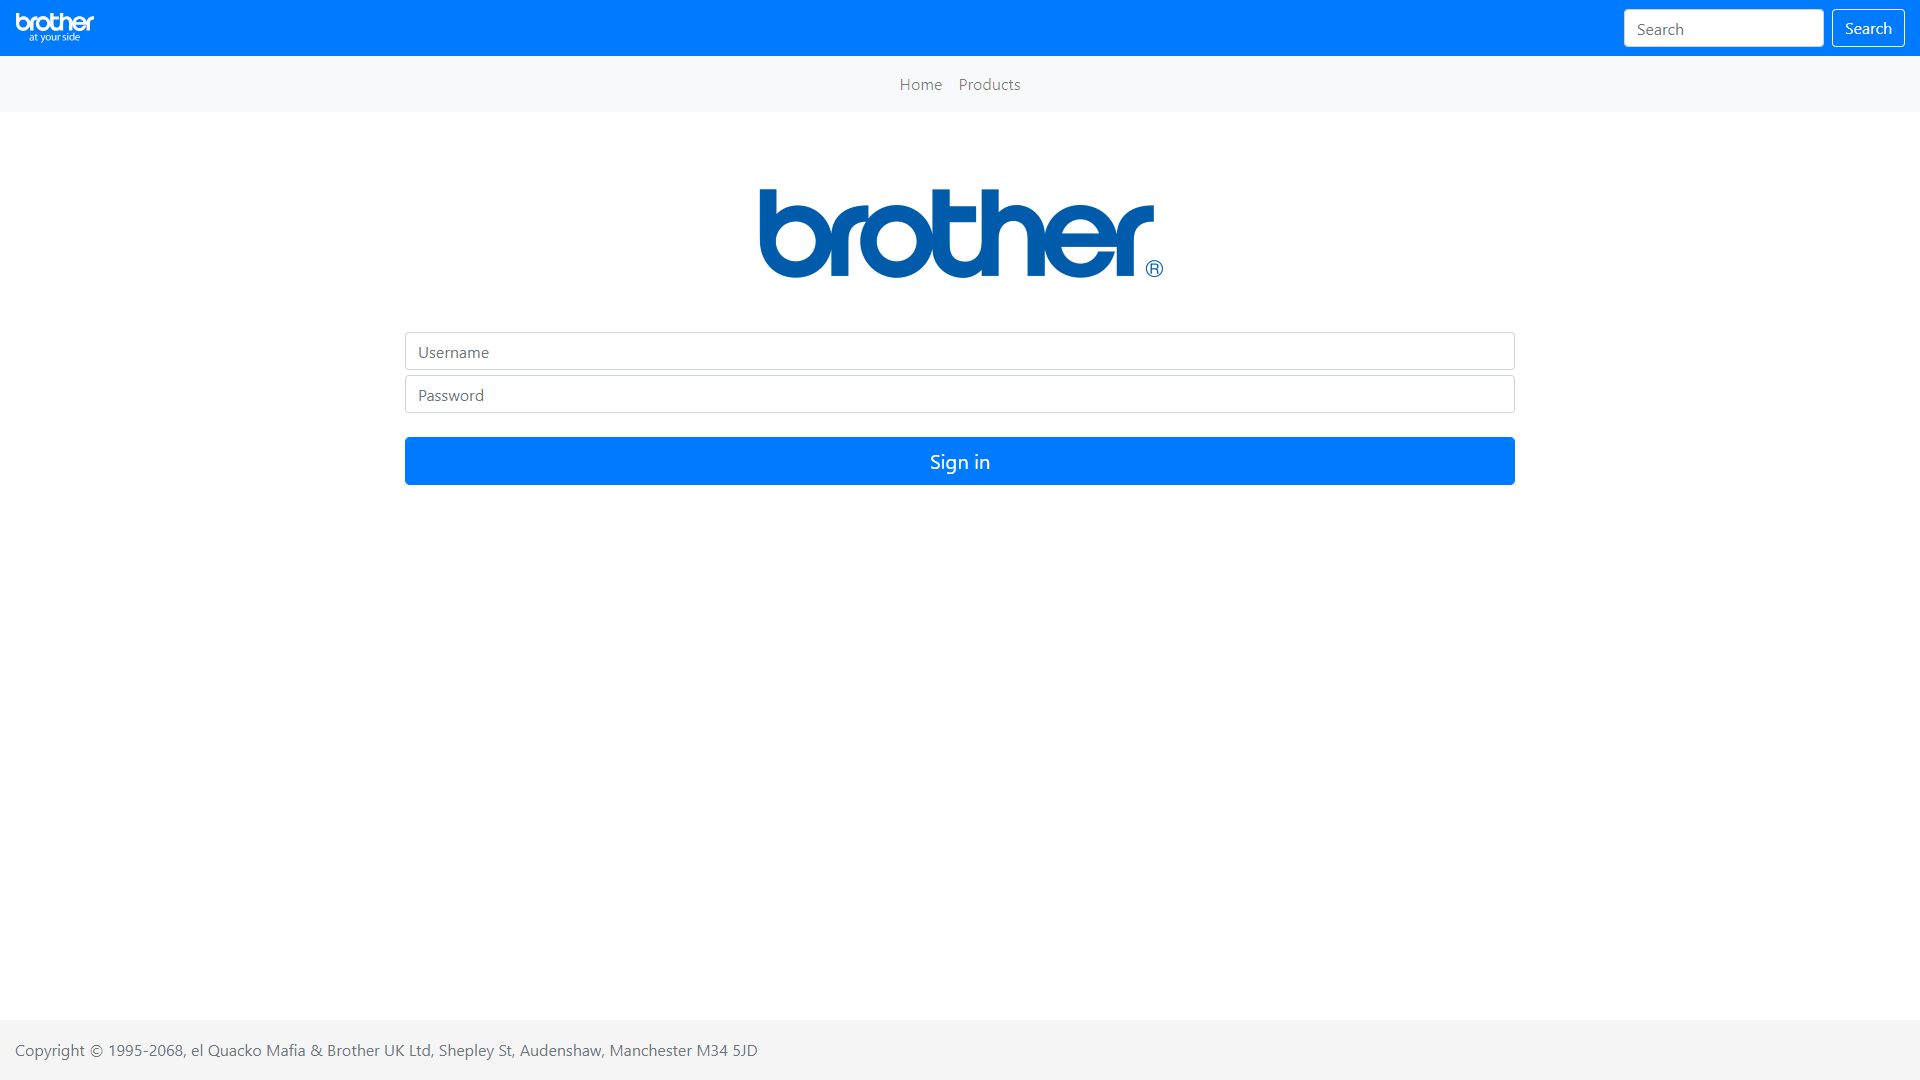 brother
at your side
Search
Search
Home
Products
brother®
Username
Password
Sign in
Copyright © 1995-2068, el Quacko Mafia & Brother UK Ltd, Shepley St, Audenshaw, Manchester M34 5JD